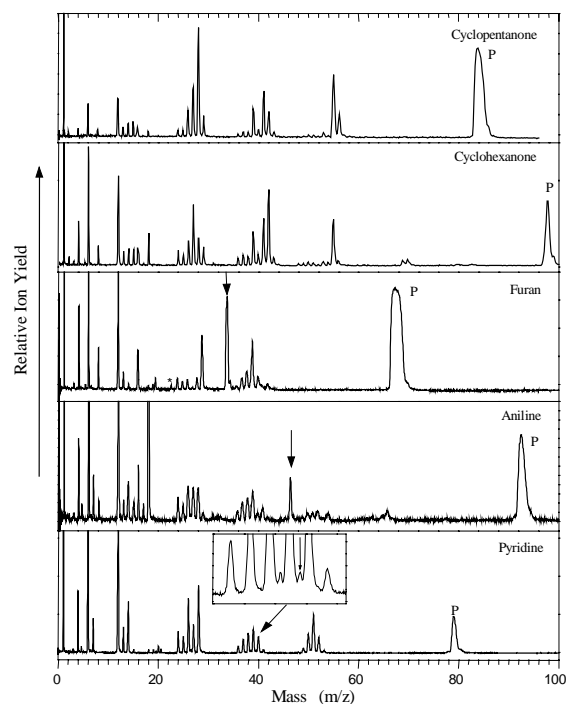 Cyclopentanone
P
Cyclohexanone
P
Furan
P
*
Aniline
P
Pyridine
P
Relative Ion Yield
0 20 40 60 80 100
Mass (m/z)